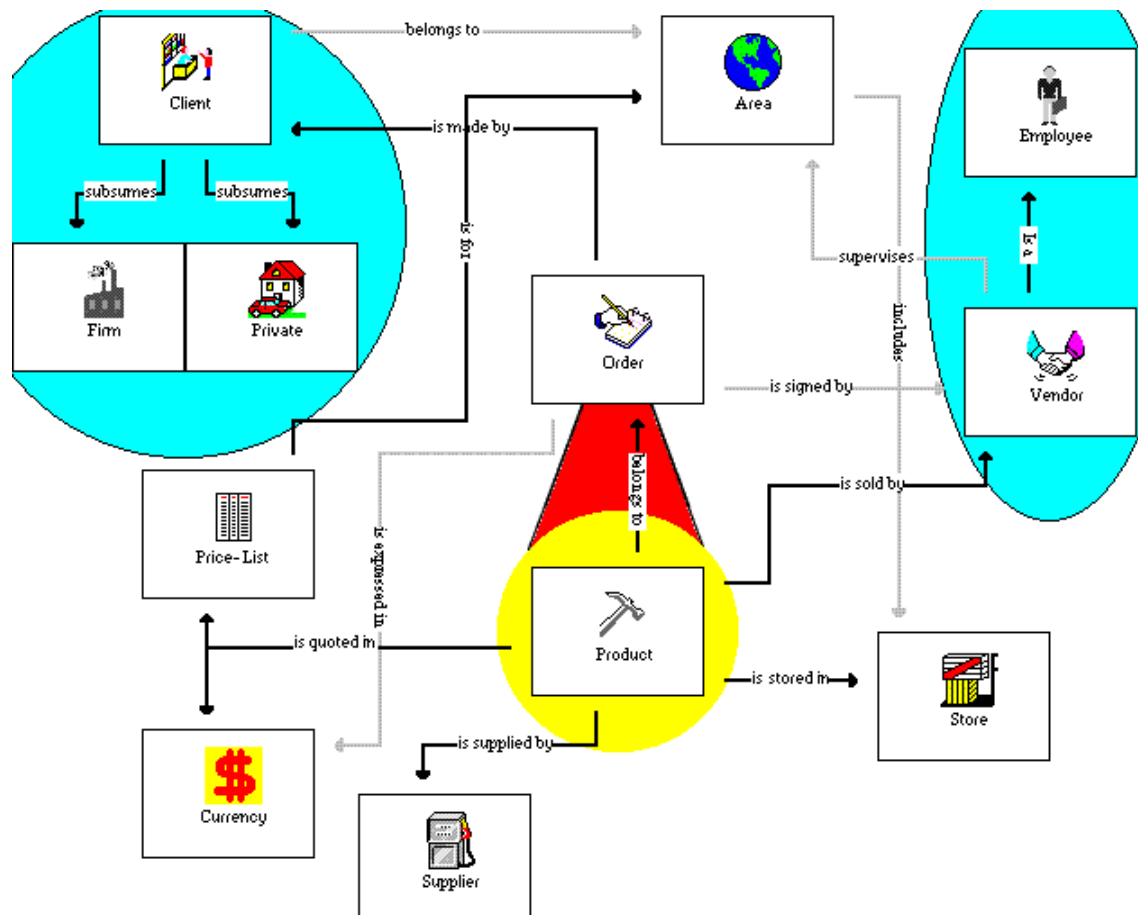 belongs to
Client
Area
Employee
is made by
subsumes
subsumes
is for
Is a
supervises
Firm
Private
includes
Order
is signed by
Vendor
belongs to
is sold by
Price-List
is expressed in
is quoted in
Product
is stored in
Store
is supplied by
Currency
$
Supplier